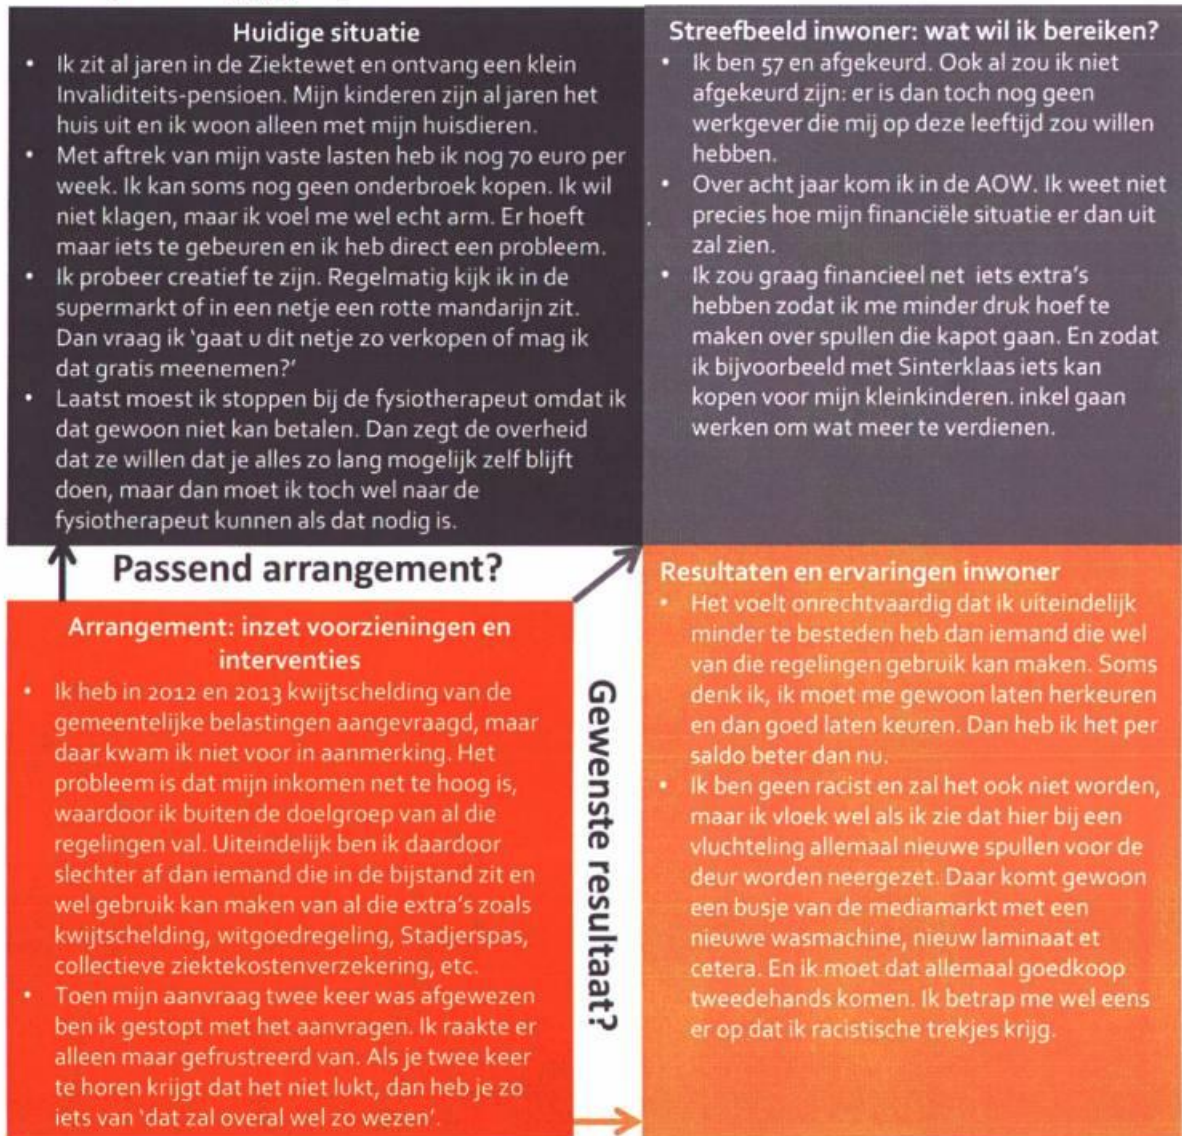 Huidige situatie
• Ik zit al jaren in de Ziektewet en ontvang een klein
Invaliditeits-pensioen. Mijn kinderen zijn al jaren het
huis uit en ik woon alleen met mijn huisdieren.
• Met aftrek van mijn vaste lasten heb ik nog 70 euro per
week. Ik kan soms nog geen onderbroek kopen. Ik wil
niet klagen, maar ik voel me wel echt arm. Er hoeft
maar iets te gebeuren en ik heb direct een probleem.
• Ik probeer creatief te zijn. Regelmatig kijk ik in de
supermarkt of in een netje een rotte mandarijn zit.
Dan vraag ik ‘gaat u dit netje zo verkopen of mag ik
dat gratis meenemen?’
• Laatst moest ik stoppen bij de fysiotherapeut omdat ik
dat gewoon niet kan betalen. Dan zegt de overheid
dat ze willen dat je alles zo lang mogelijk zelf blijft
doen, maar dan moet ik toch wel naar de
fysiotherapeut kunnen als dat nodig is.
Streefbeeld inwoner: wat wil ik bereiken?
• Ik ben 57 en afgekeurd. Ook al zou ik niet
afgekeurd zijn: er is dan toch nog geen
werkgever die mij op deze leeftijd zou willen
hebben.
• Over acht jaar kom ik in de AOW. Ik weet niet
precies hoe mijn financiële situatie er dan uit
zal zien.
• Ik zou graag financieel net iets extra’s
hebben zodat ik me minder druk hoef te
maken over spullen die kapot gaan. En zodat
ik bijvoorbeeld met Sinterklaas iets kan
kopen voor mijn kleinkinderen. inkel gaan
werken om wat meer te verdienen.
Passend arrangement?
Arrangement: inzet voorzieningen en
interventies
• Ik heb in 2012 en 2013 kwijtschelding van de
gemeentelijke belastingen aangevraagd, maar
daar kwam ik niet voor in aanmerking. Het
probleem is dat mijn inkomen net te hoog is,
waardoor ik buiten de doelgroep van al die
regelingen val. Uiteindelijk ben ik daardoor
slechter af dan iemand die in de bijstand zit en
wel gebruik kan maken van al die extra’s zoals
kwijtschelding, witgoedregeling, Stadjerspas,
collectieve ziektekostenverzekering, etc.
• Toen mijn aanvraag twee keer was afgewezen
ben ik gestopt met het aanvragen. Ik raakte er
alleen maar gefrustreerd van. Als je twee keer
te horen krijgt dat het niet lukt, dan heb je zo
iets van ‘dat zal overal wel zo wezen’.
Gewenste resultaat?
Resultaten en ervaringen inwoner
• Het voelt onrechtvaardig dat ik uiteindelijk
minder te besteden heb dan iemand die wel
van die regelingen gebruik kan maken. Soms
denk ik, ik moet me gewoon laten herkeuren
en dan goed laten keuren. Dan heb ik het per
saldo beter dan nu.
• Ik ben geen racist en zal het ook niet worden,
maar ik vloek wel als ik zie dat hier bij een
vluchteling allemaal nieuwe spullen voor de
deur worden neergezet. Daar komt gewoon
een busje van de mediamarkt met een
nieuwe wasmachine, nieuw laminaat et
cetera. En ik moet dat allemaal goedkoop
tweedehands komen. Ik betrap me wel eens
er op dat ik racistische trekjes krijg.